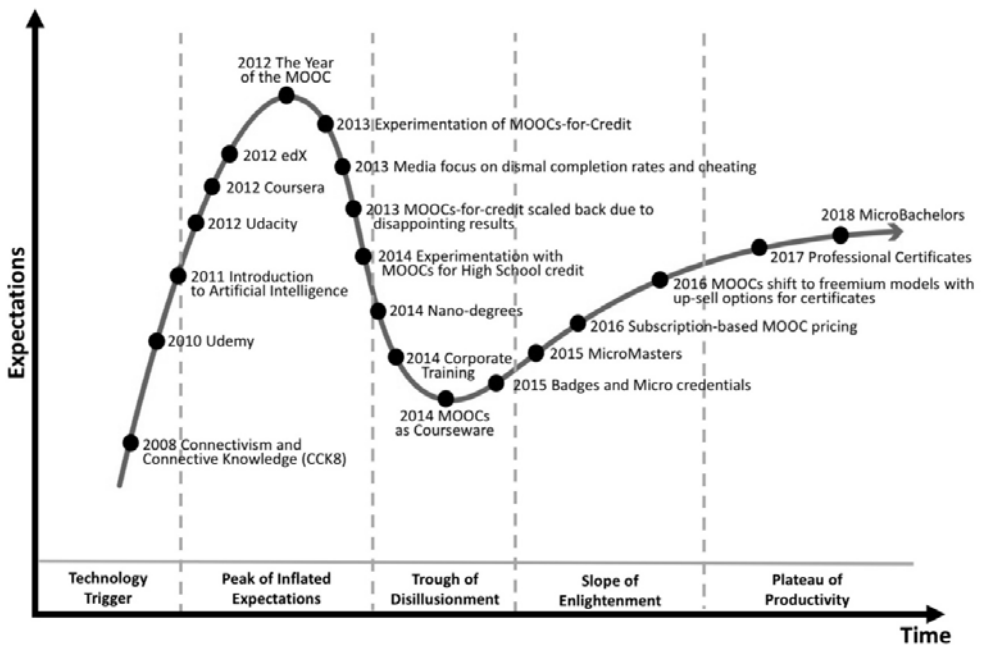 Expectations
2012 The Year
of the MOOC
2013 Experimentation of MOOCs-for-Credit
2012 edX
2013 Media focus on dismal completion rates and cheating
2012 Coursera
2013 MOOCs-for-credit scaled back due to
disappointing results
2012 Udacity
2018 MicroBachelors
2014 Experimentation with
MOOCs for High School credit
2017 Professional Certificates
2011 Introduction
to Artificial Intelligence
2016 MOOCs shift to freemium models with
up-sell options for certificates
2014 Nano-degrees
2016 Subscription-based MOOC pricing
2010 Udemy
2014 Corporate
Training
2015 MicroMasters
2015 Badges and Micro credentials
2014 MOOCs
as Courseware
2008 Connectivism and
Connective Knowledge (CCK8)
Technology
Trigger
Peak of Inflated
Expectations
Trough of
Disillusionment
Slope of
Enlightenment
Plateau of
Productivity
Time